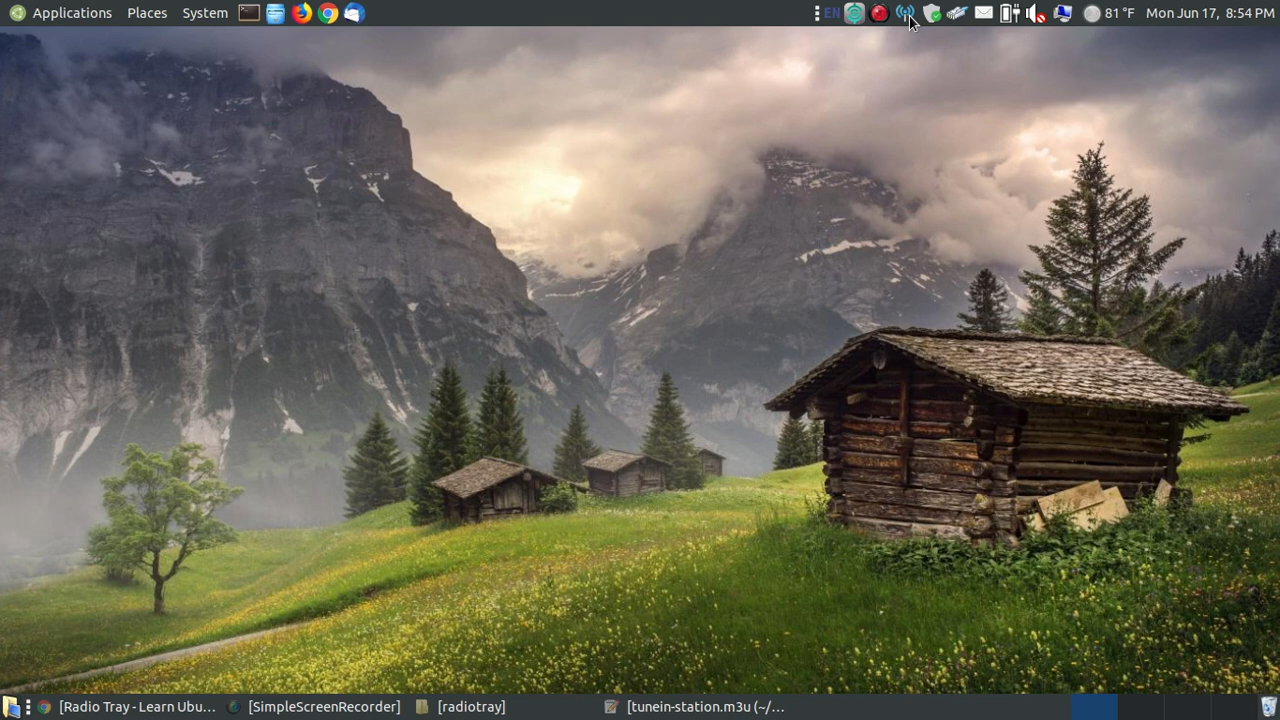 Applications Places System EN 81 °F Mon Jun 17, 8:54 PM
[Radio Tray - Learn Ubu... [SimpleScreenRecorder] [radiotray] [tunein-station.m3u (~/...